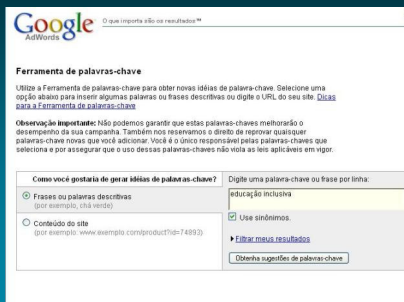 Google
AdWords
O que importa são os resultados™
Ferramenta de palavras-chave
Utilize a Ferramenta de palavras-chave para obter novas idéias de palavra-chave. Selecione uma
opção abaixo para inserir algumas palavras ou frases descritivas ou digite o URL do seu site. Dicas
para a Ferramenta de palavras-chave
Observação importante: Não podemos garantir que estas palavras-chave melhorarão o
desempenho da sua campanha. Também nos reservamos o direito de reprovar quaisquer
palavras-chave novas que você adicionar. Você é o único responsável pelas palavras-chave que
seleciona e por assegurar que o uso dessas palavras-chave não viola as leis aplicáveis em vigor.
Como você gostaria de gerar idéias de palavras-chave?
Frases ou palavras descritivas
(por exemplo, chá verde)
Conteúdo do site
(por exemplo: www.exemplo.com/product?id=74893)
Digite uma palavra-chave ou frase por linha:
educação inclusiva
Use sinônimos.
Filtrar meus resultados
Obtenha sugestões de palavras-chave